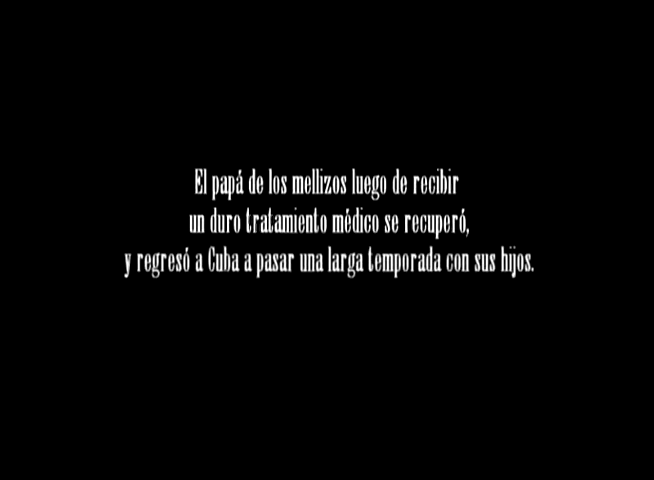 El papá de los mellizos luego de recibir
un duro tratamiento médico se recuperó,
y regresó a Cuba a pasar una larga temporada con sus hijos.